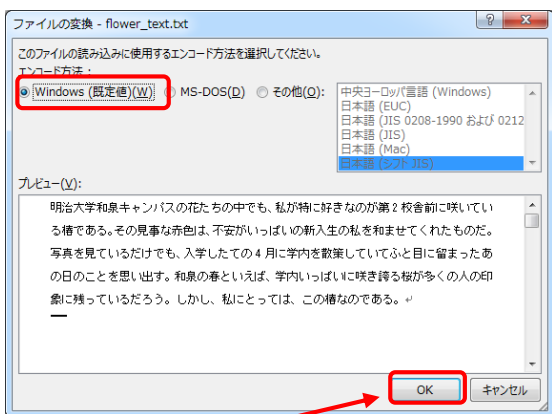 ファイルの変換 - flower_text.txt
このファイルの読み込みに使用するエンコード方法を選択してください。
エンコード方法:
Windows (既定値)(W) MS-DOS(D) その他(O):
中央ヨーロッパ言語 (Windows)
日本語 (EUC)
日本語 (JIS 0208-1990 および 0212
日本語 (JIS)
日本語 (Mac)
日本語 (シフト JIS)
プレビュー(V):
明治大学和泉キャンパスの花たちの中でも、私が特に好きなのが第2校舎前に咲いてい
る椿である。その見事な赤色は、不安がいっぱいの新入生の私を和ませてくれたものだ。
写真を見ているだけでも、入学したての4月に学内を散策していてふと目に留まったあ
の日のことを思い出す。和泉の春といえば、学内いっぱいに咲き誇る桜が多くの人の印
象に残っているだろう。しかし、私にとっては、この椿なのである。↵
OK キャンセル